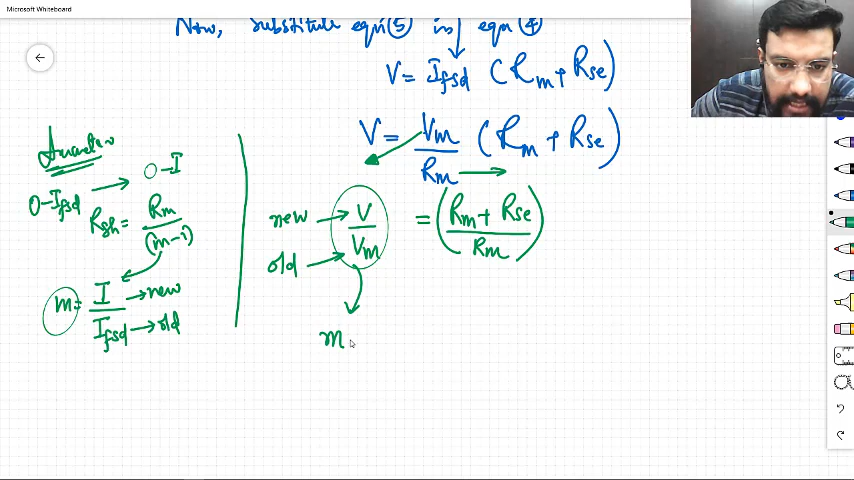 Microsoft Whiteboard
Now, substitute eqn(5) in eqn (4)
V = Ifsd (Rm + Rse)
V = Vm/Rm (Rm + Rse)
new → V/Vm = (Rm + Rse / Rm)
old →
m
0-Ifsd → 0-I
Rsh = Rm/(m-1)
m = I/Ifsd
→ new
→ old